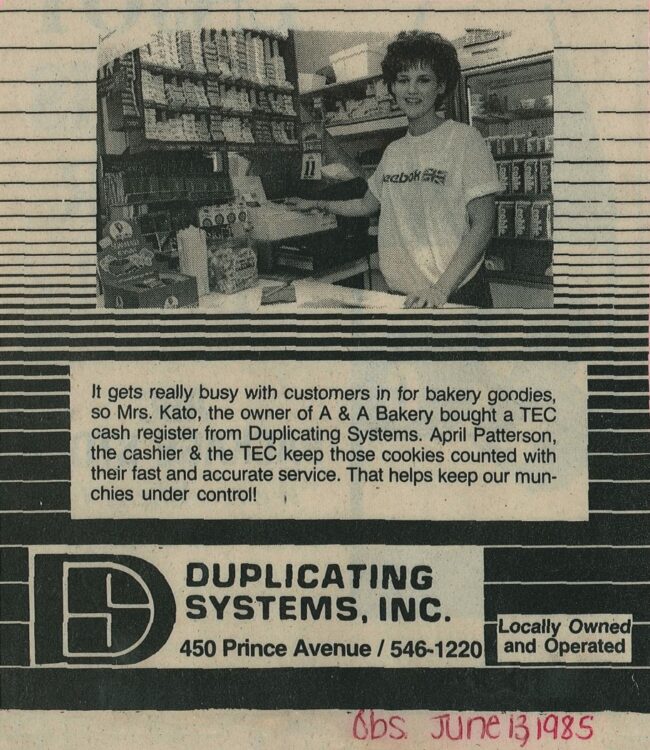 11
Reebok
It gets really busy with customers in for bakery goodies,
so Mrs. Kato, the owner of A & A Bakery bought a TEC
cash register from Duplicating Systems. April Patterson,
the cashier & the TEC keep those cookies counted with
their fast and accurate service. That helps keep our mun-
chies under control!
DS
DUPLICATING
SYSTEMS, INC.
450 Prince Avenue / 546-1220
Locally Owned
and Operated
Obs. June 13, 1985